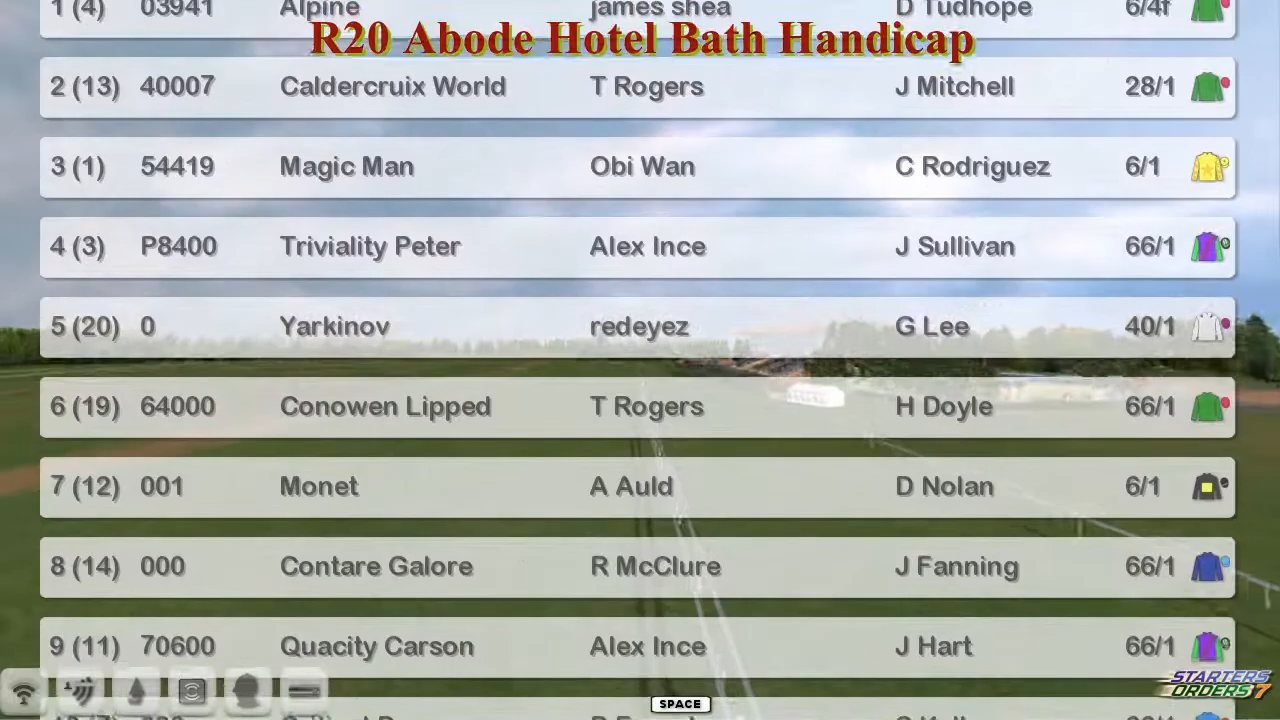 1 (4) 03941 Alpine james shea D Tudhope 6/4f
R20 Abode Hotel Bath Handicap
2 (13) 40007 Caldercruix World T Rogers J Mitchell 28/1
3 (1) 54419 Magic Man Obi Wan C Rodriguez 6/1
4 (3) P8400 Triviality Peter Alex Ince J Sullivan 66/1
5 (20) 0 Yarkinov redeyez G Lee 40/1
6 (19) 64000 Conowen Lipped T Rogers H Doyle 66/1
7 (12) 001 Monet A Auld D Nolan 6/1
8 (14) 000 Contare Galore R McClure J Fanning 66/1
9 (11) 70600 Quacity Carson Alex Ince J Hart 66/1
STARTERS
ORDERS 7
SPACE